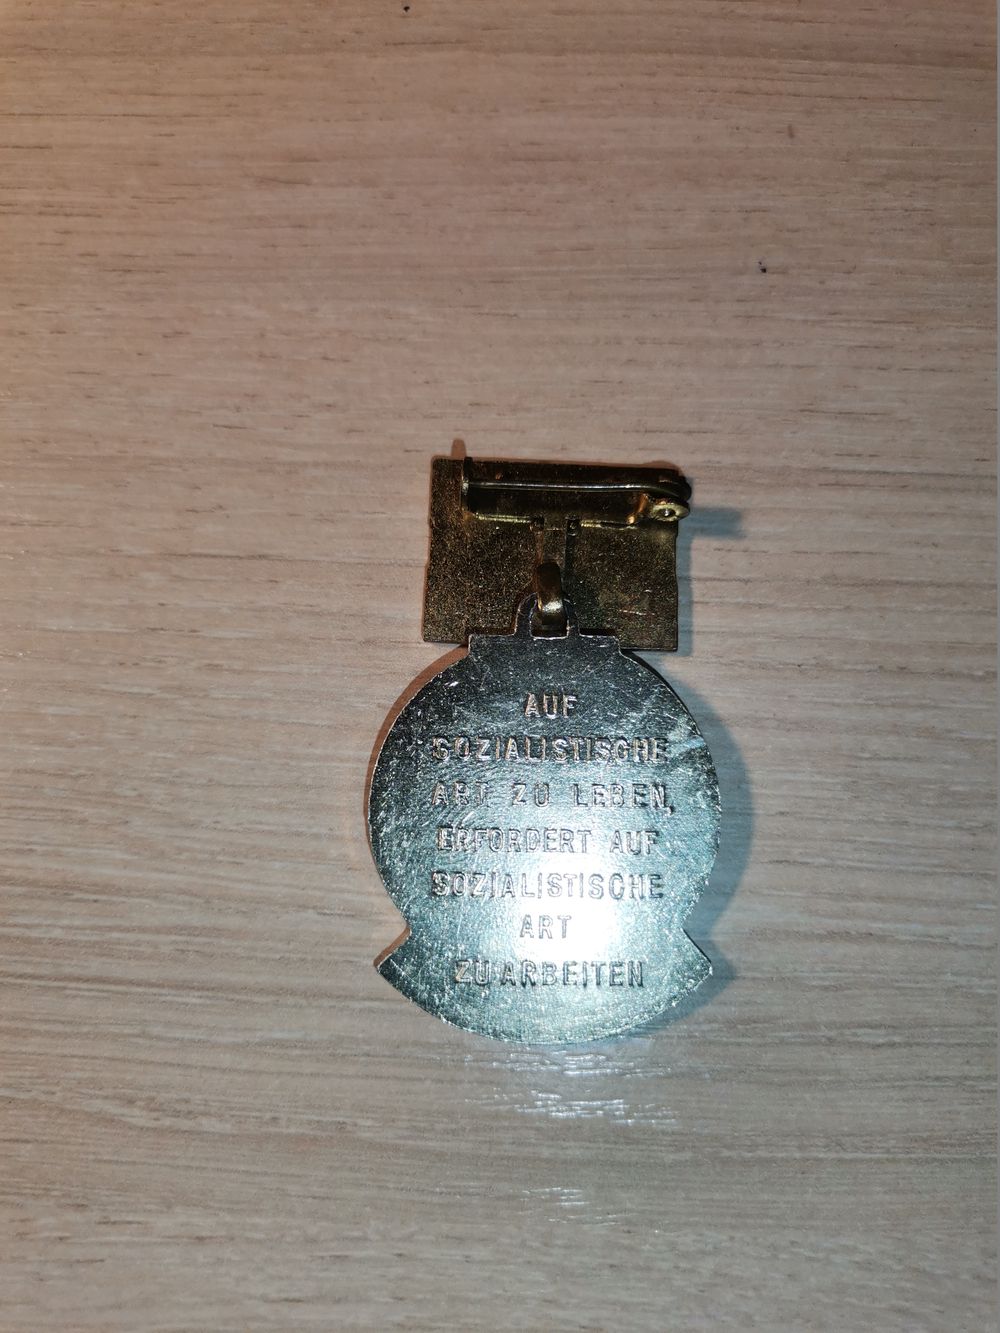 AUF
SOZIALISTISCHE
ART ZU LEBEN,
ERFORDERT AUF
SOZIALISTISCHE
ART
ZU ARBEITEN